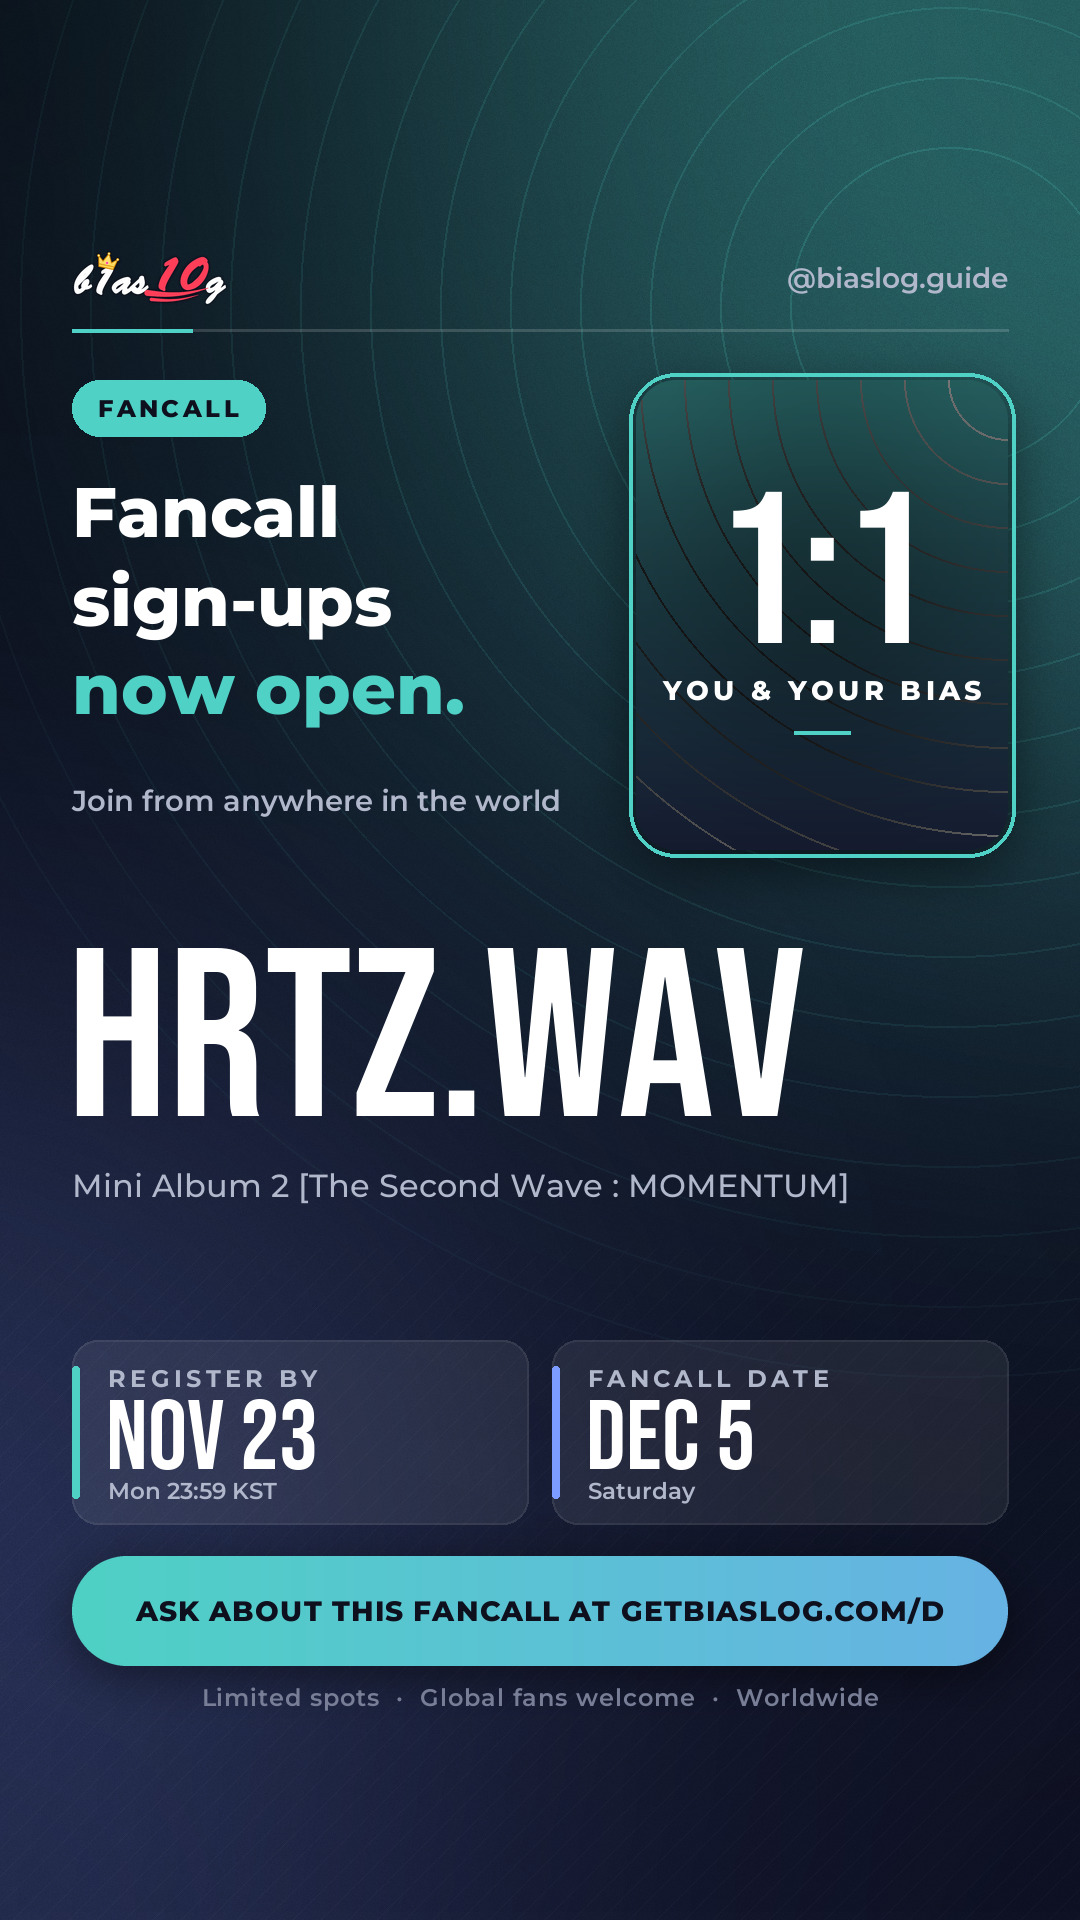 b1as10g
@biaslog.guide
FANCALL
Fancall
sign-ups
now open.
Join from anywhere in the world
1:1
YOU & YOUR BIAS
HRTZ.WAV
Mini Album 2 [The Second Wave : MOMENTUM]
REGISTER BY
NOV 23
Mon 23:59 KST
FANCALL DATE
DEC 5
Saturday
ASK ABOUT THIS FANCALL AT GETBIASLOG.COM/D
Limited spots · Global fans welcome · Worldwide